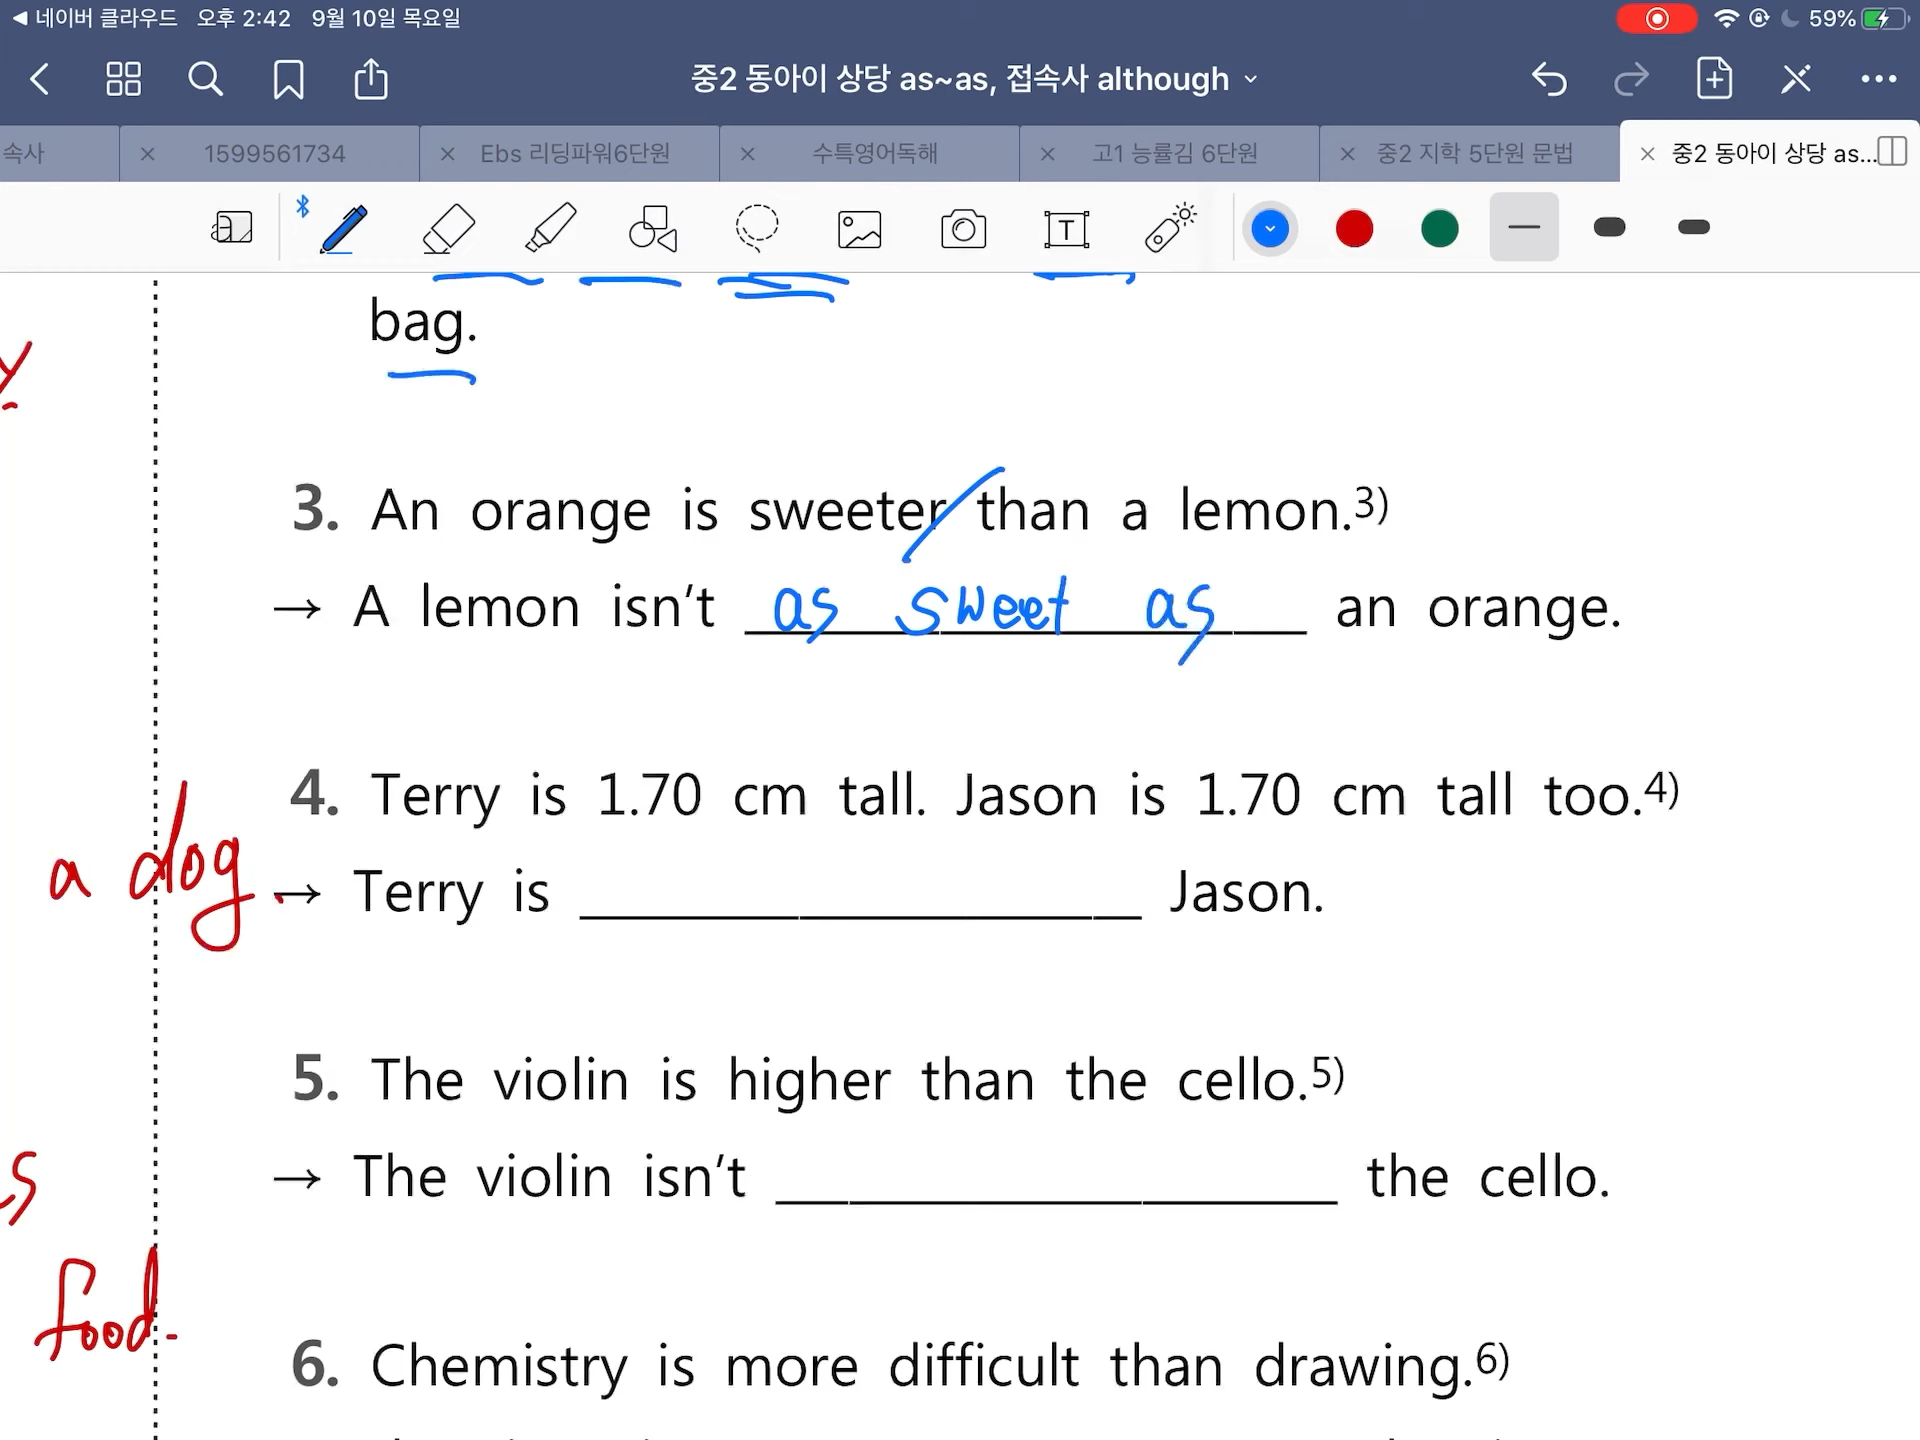 ◀ 네이버 클라우드 오후 2:42 9월 10일 목요일 59%
중2 동아이 상당 as~as, 접속사 although
속사 1599561734 Ebs 리딩파워6단원 수특영어독해 고1 능률김 6단원 중2 지학 5단원 문법 중2 동아이 상당 as...
T
bag.
y
3. An orange is sweeter than a lemon.3)
→ A lemon isn't as sweet as an orange.
4. Terry is 1.70 cm tall. Jason is 1.70 cm tall too.4)
a dog.
→ Terry is ____ Jason.
5. The violin is higher than the cello.5)
→ The violin isn't ____ the cello.
s
food.
6. Chemistry is more difficult than drawing.6)